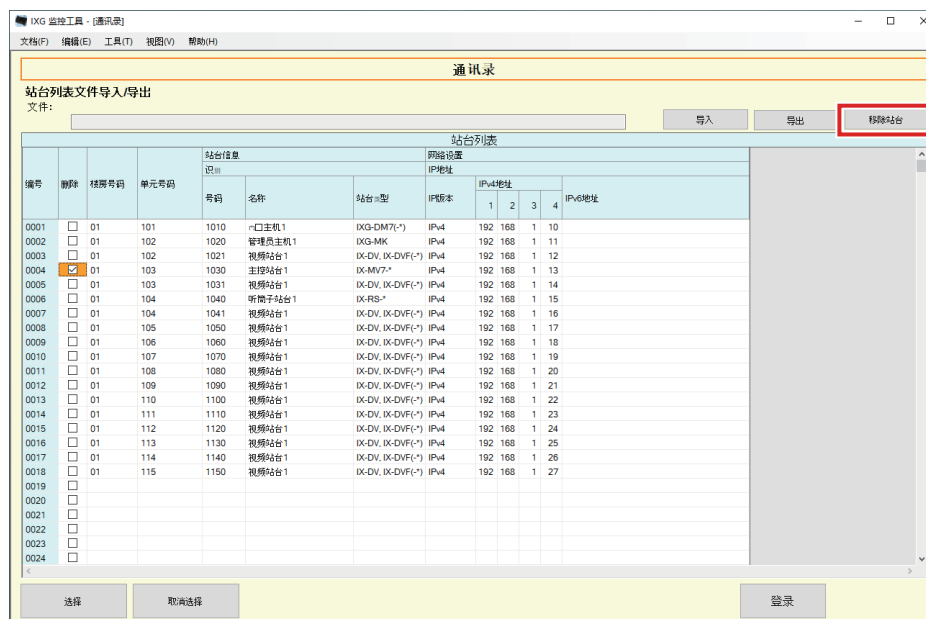 IXG 监控工具 - [通讯录]
文档(F) 编辑(E) 工具(T) 视图(V) 帮助(H)
通讯录
站台列表文件导入/导出
文件:
导入 导出 移除站台
站台列表
站台信息 网络设置
识 IP地址
编号 删除 楼房号码 单元号码 号码 名称 站台 型 IP版本 IPv4地址 IPv6地址
1 2 3 4
0001 01 101 1010 口主机1 IXG-DM7(-*) IPv4 192 168 1 10
0002 01 102 1020 管理员主机1 IXG-MK IPv4 192 168 1 11
0003 01 102 1021 视频站台1 IX-DV, IX-DVF(-*) IPv4 192 168 1 12
0004 01 103 1030 主控站台1 IX-MV7-* IPv4 192 168 1 13
0005 01 103 1031 视频站台1 IX-DV, IX-DVF(-*) IPv4 192 168 1 14
0006 01 104 1040 听筒子站台1 IX-RS-* IPv4 192 168 1 15
0007 01 104 1041 视频站台1 IX-DV, IX-DVF(-*) IPv4 192 168 1 16
0008 01 105 1050 视频站台1 IX-DV, IX-DVF(-*) IPv4 192 168 1 17
0009 01 106 1060 视频站台1 IX-DV, IX-DVF(-*) IPv4 192 168 1 18
0010 01 107 1070 视频站台1 IX-DV, IX-DVF(-*) IPv4 192 168 1 19
0011 01 108 1080 视频站台1 IX-DV, IX-DVF(-*) IPv4 192 168 1 20
0012 01 109 1090 视频站台1 IX-DV, IX-DVF(-*) IPv4 192 168 1 21
0013 01 110 1100 视频站台1 IX-DV, IX-DVF(-*) IPv4 192 168 1 22
0014 01 111 1110 视频站台1 IX-DV, IX-DVF(-*) IPv4 192 168 1 23
0015 01 112 1120 视频站台1 IX-DV, IX-DVF(-*) IPv4 192 168 1 24
0016 01 113 1130 视频站台1 IX-DV, IX-DVF(-*) IPv4 192 168 1 25
0017 01 114 1140 视频站台1 IX-DV, IX-DVF(-*) IPv4 192 168 1 26
0018 01 115 1150 视频站台1 IX-DV, IX-DVF(-*) IPv4 192 168 1 27
0019
0020
0021
0022
0023
0024
选择 取消选择 登录